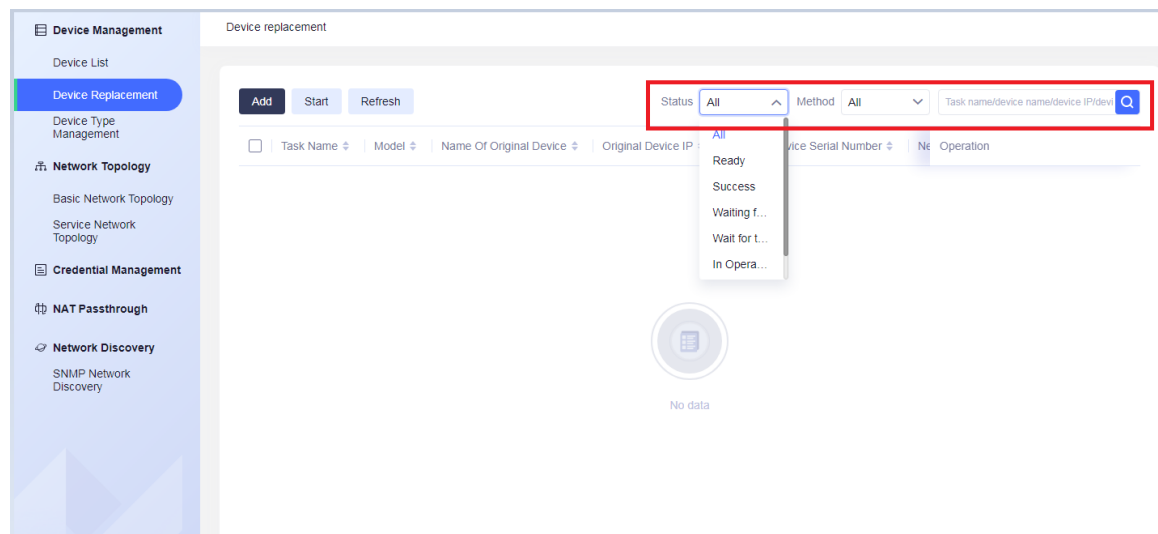 Device Management
Device List
Device Replacement
Device Type
Management
Network Topology
Basic Network Topology
Service Network
Topology
Credential Management
NAT Passthrough
Network Discovery
SNMP Network
Discovery
Device replacement
Add Start Refresh Status All Method All Task name/device name/device IP/devi
Task Name Model Name Of Original Device Original Device IP vice Serial Number Ne Operation
All
Ready
Success
Waiting f...
Wait for t...
In Opera...
No data